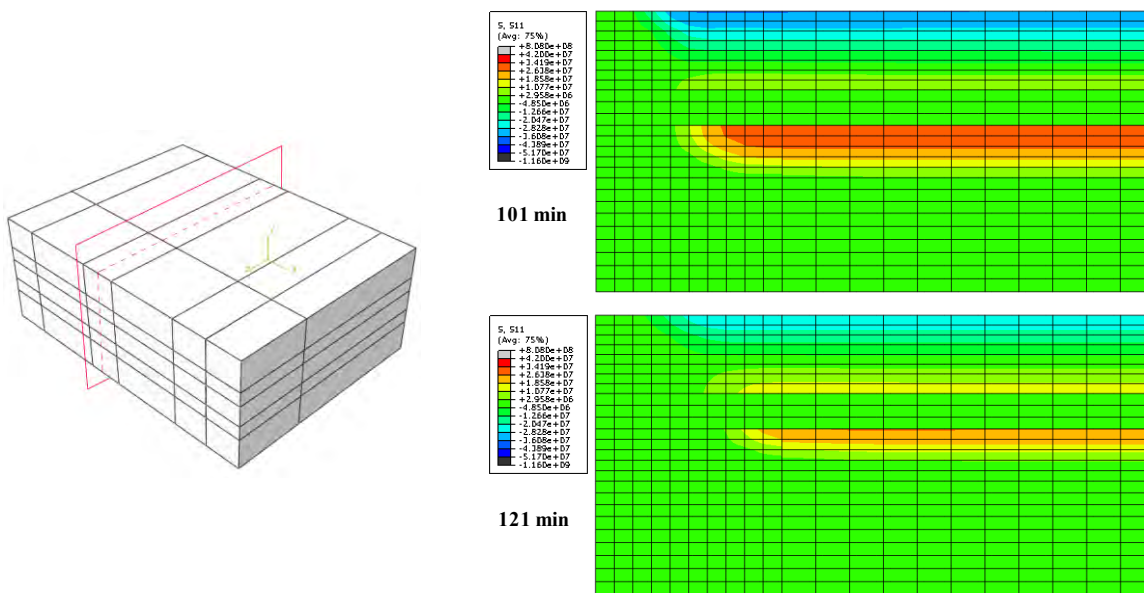 S, S11
(Avg: 75%)
+8.080e+08
+4.200e+07
+3.419e+07
+2.638e+07
+1.858e+07
+1.077e+07
+2.958e+06
-4.850e+06
-1.266e+07
-2.047e+07
-2.828e+07
-3.608e+07
-4.389e+07
-5.170e+07
-1.160e+09
101 min
S, S11
(Avg: 75%)
+8.080e+08
+4.200e+07
+3.419e+07
+2.638e+07
+1.858e+07
+1.077e+07
+2.958e+06
-4.850e+06
-1.266e+07
-2.047e+07
-2.828e+07
-3.608e+07
-4.389e+07
-5.170e+07
-1.160e+09
121 min